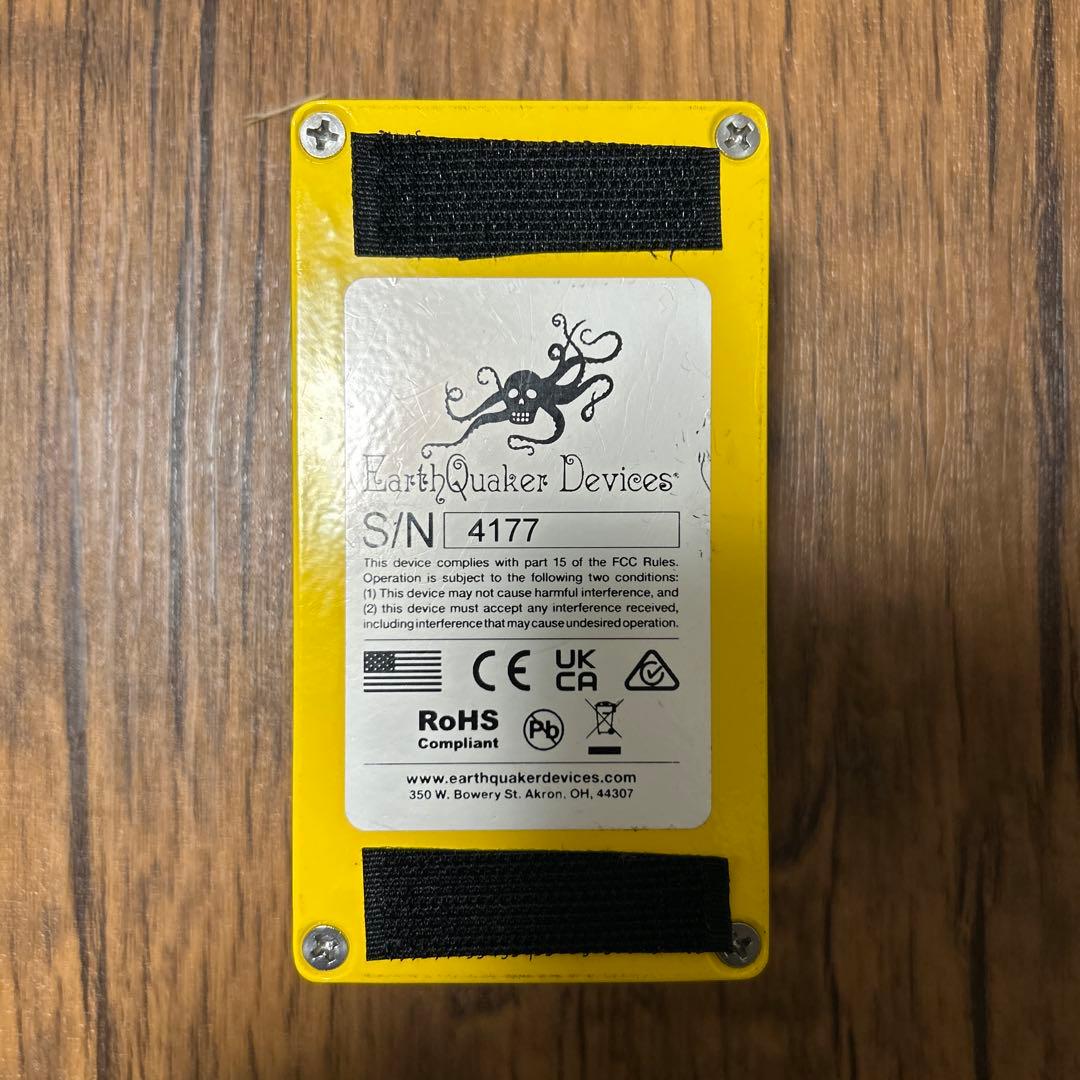 EarthQuaker Devices
S/N 4177
This device complies with part 15 of the FCC Rules.
Operation is subject to the following two conditions:
(1) This device may not cause harmful interference, and
(2) this device must accept any interference received,
including interference that may cause undesired operation.
CE UK
CA
RoHS
Compliant
Pb
www.earthquakerdevices.com
350 W. Bowery St. Akron, OH, 44307